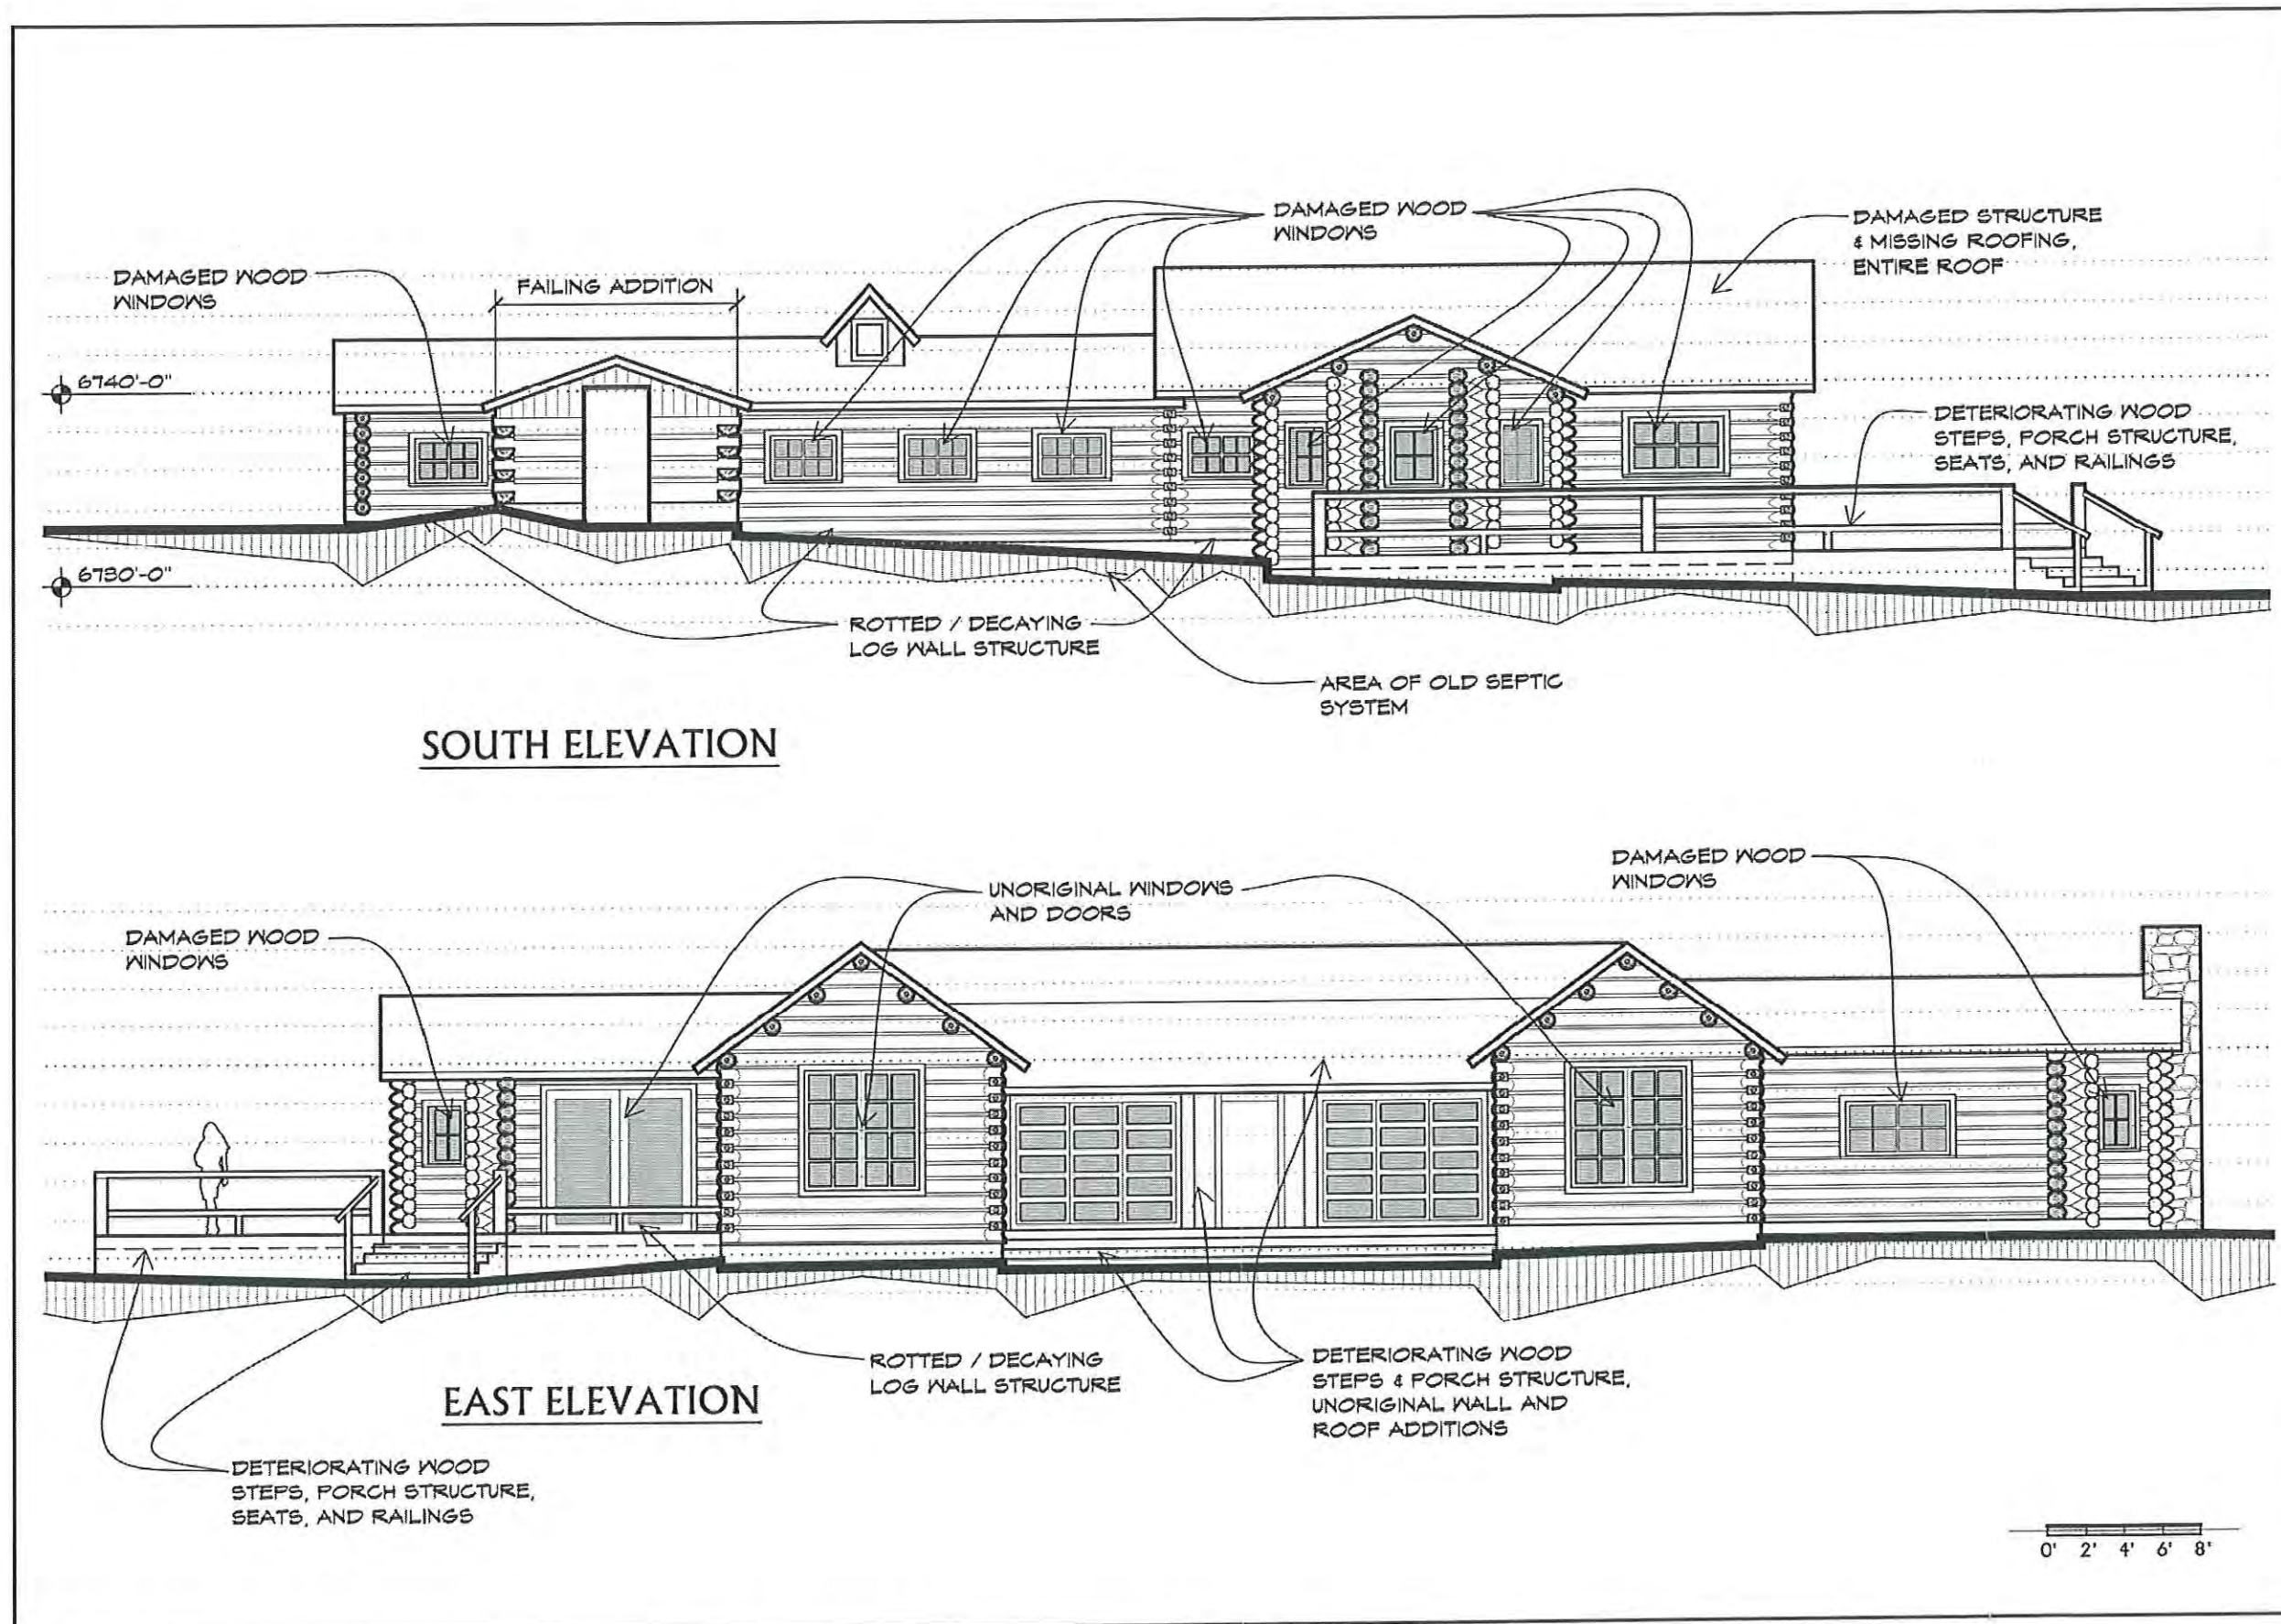 DAMAGED WOOD
WINDOWS
FAILING ADDITION
DAMAGED WOOD
WINDOWS
DAMAGED STRUCTURE
& MISSING ROOFING,
ENTIRE ROOF
6740'-0"
DETERIORATING WOOD
STEPS, PORCH STRUCTURE,
SEATS, AND RAILINGS
6730'-0"
ROTTED / DECAYING
LOG WALL STRUCTURE
AREA OF OLD SEPTIC
SYSTEM
SOUTH ELEVATION
DAMAGED WOOD
WINDOWS
UNORIGINAL WINDOWS
AND DOORS
DAMAGED WOOD
WINDOWS
ROTTED / DECAYING
LOG WALL STRUCTURE
DETERIORATING WOOD
STEPS & PORCH STRUCTURE,
UNORIGINAL WALL AND
ROOF ADDITIONS
EAST ELEVATION
DETERIORATING WOOD
STEPS, PORCH STRUCTURE,
SEATS, AND RAILINGS
0' 2' 4' 6' 8'